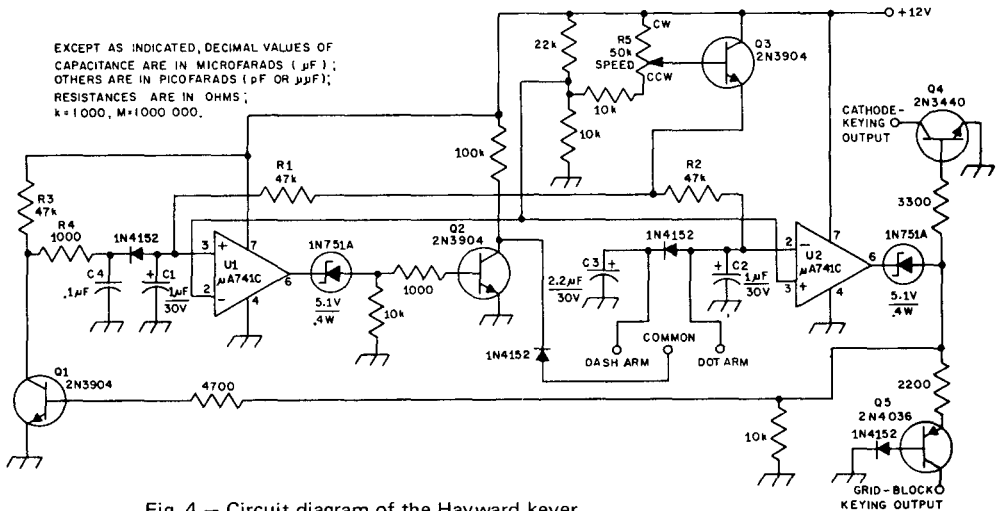 EXCEPT AS INDICATED, DECIMAL VALUES OF
CAPACITANCE ARE IN MICROFARADS (µF);
OTHERS ARE IN PICOFARADS (pF OR µµF);
RESISTANCES ARE IN OHMS;
k=1000, M=1000 000.
+12V
CW
R5
50k
SPEED
CCW
22k
10k
10k
Q3
2N3904
Q4
2N3440
CATHODE-
KEYING
OUTPUT
3300
100k
R1
47k
R2
47k
R3
47k
R4
1000
1N4152
C4
.1µF
C1
1µF
30V
3
+
2
-
7
U1
µA741C
6
4
1N751A
5.1V
.4W
10k
1000
Q2
2N3904
1N4152
C3
2.2µF
30V
1N4152
C2
1µF
30V
DASH ARM
COMMON
DOT ARM
2
-
3
+
7
U2
µA741C
6
4
1N751A
5.1V
.4W
Q1
2N3904
4700
10k
2200
Q5
2N4036
1N4152
GRID-BLOCK
KEYING OUTPUT
Fig. 4 — Circuit diagram of the Hayward keyer.